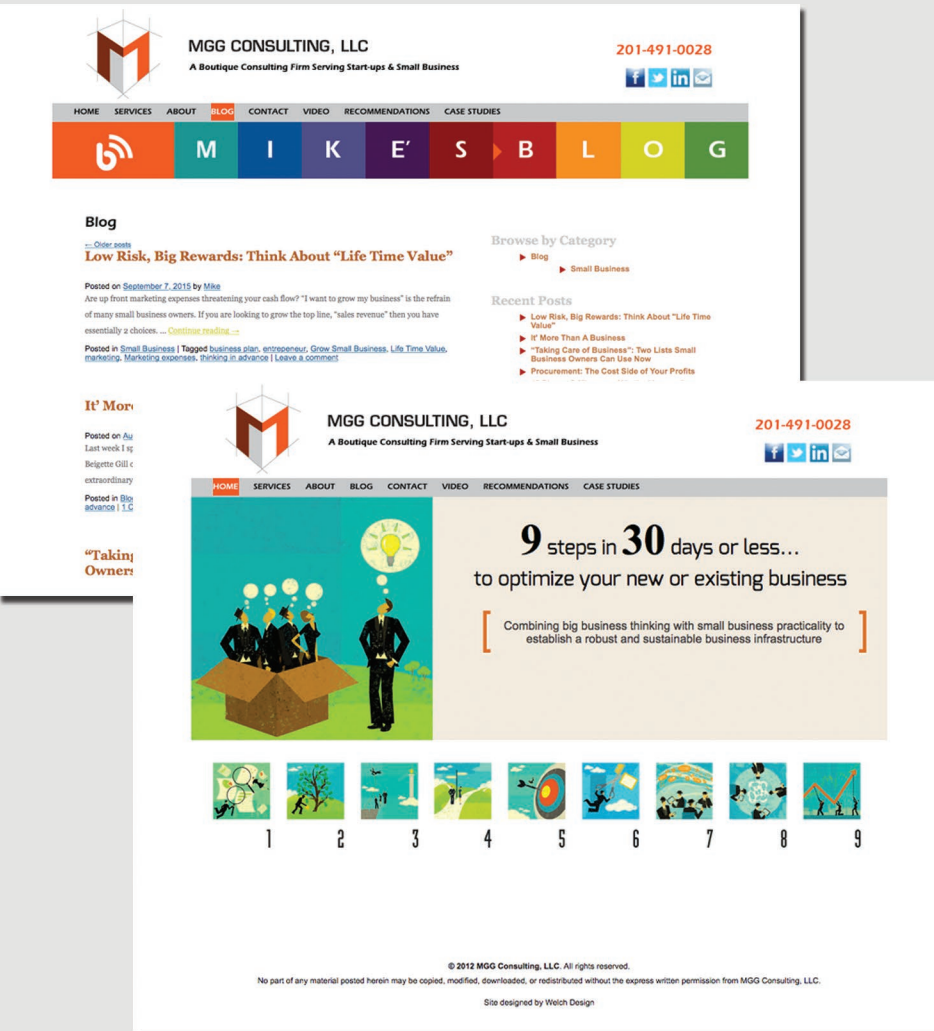 MGG CONSULTING, LLC
A Boutique Consulting Firm Serving Start-ups & Small Business
201-491-0028
HOME SERVICES ABOUT BLOG CONTACT VIDEO RECOMMENDATIONS CASE STUDIES
MIKE'S BLOG
Blog
← Older posts
Low Risk, Big Rewards: Think About “Life Time Value”
Posted on September 7, 2015 by Mike
Are up front marketing expenses threatening your cash flow? “I want to grow my business” is the refrain
of many small business owners. If you are looking to grow the top line, “sales revenue” then you have
essentially 2 choices. ... Continue reading →
Posted in Small Business | Tagged business plan, entrepeneur, Grow Small Business, Life Time Value,
marketing, Marketing expenses, thinking in advance | Leave a comment
Browse by Category
Blog
Small Business
Recent Posts
Low Risk, Big Rewards: Think About "Life Time
Value"
It' More Than A Business
"Taking Care of Business": Two Lists Small
Business Owners Can Use Now
Procurement: The Cost Side of Your Profits
It' Mor
Posted on Au
Last week I sp
Beigette Gill
extraordinary
Posted in Blo
advance | 1 C
“Taking
Owners
MGG CONSULTING, LLC
A Boutique Consulting Firm Serving Start-ups & Small Business
201-491-0028
HOME SERVICES ABOUT BLOG CONTACT VIDEO RECOMMENDATIONS CASE STUDIES
9 steps in 30 days or less...
to optimize your new or existing business
Combining big business thinking with small business practicality to
establish a robust and sustainable business infrastructure
1 2 3 4 5 6 7 8 9
© 2012 MGG Consulting, LLC. All rights reserved.
No part of any material posted herein may be copied, modified, downloaded, or redistributed without the express written permission from MGG Consulting, LLC.
Site designed by Welch Design